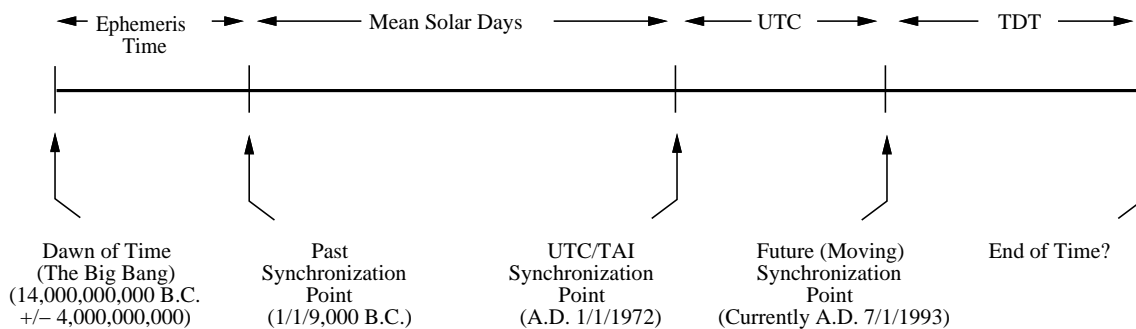 Ephemeris
Time
Mean Solar Days
UTC
TDT
Dawn of Time
(The Big Bang)
(14,000,000,000 B.C.
+/– 4,000,000,000)
Past
Synchronization
Point
(1/1/9,000 B.C.)
UTC/TAI
Synchronization
Point
(A.D. 1/1/1972)
Future (Moving)
Synchronization
Point
(Currently A.D. 7/1/1993)
End of Time?